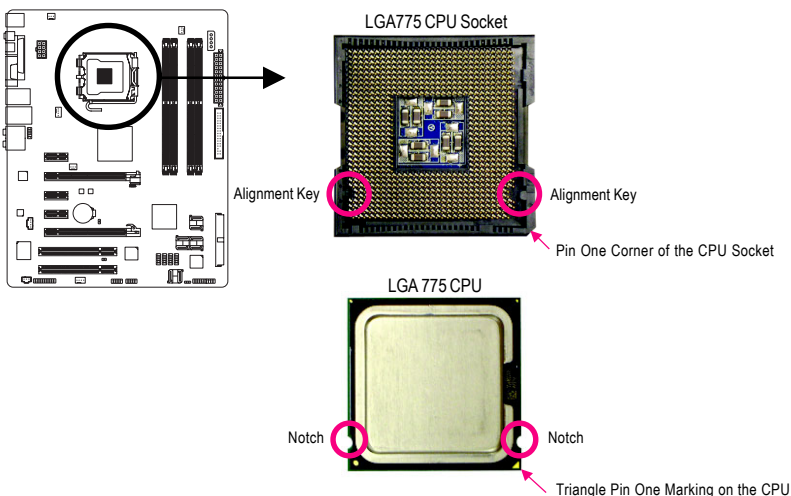 LGA775 CPU Socket
Alignment Key
Alignment Key
Pin One Corner of the CPU Socket
LGA 775 CPU
Notch
Notch
Triangle Pin One Marking on the CPU